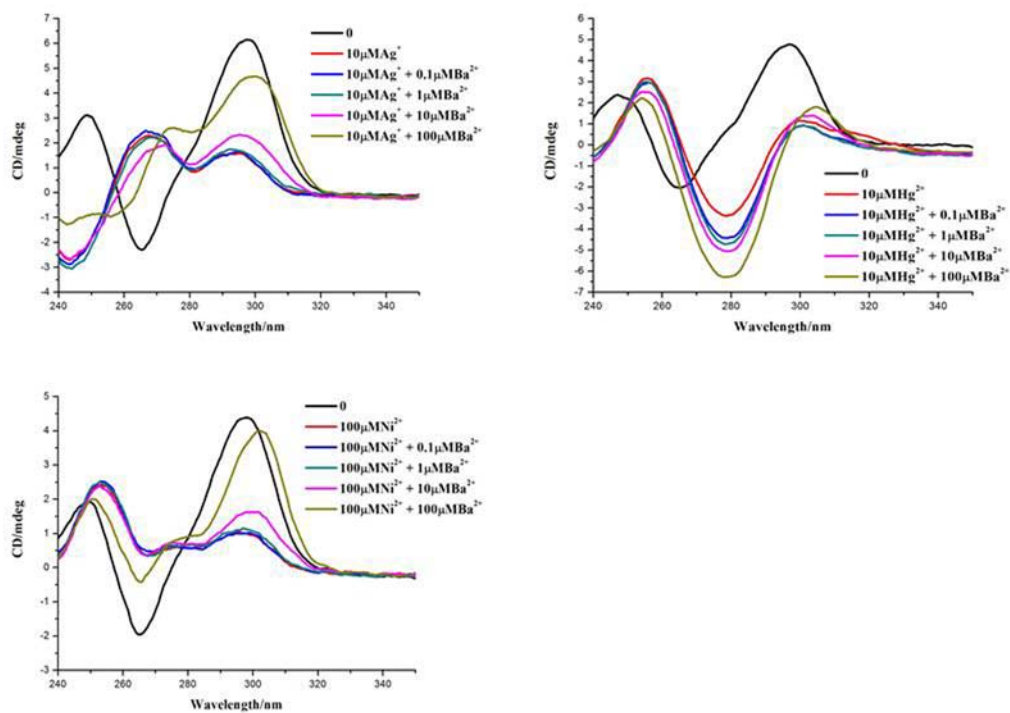 7
6
5
4
3
2
1
0
-1
-2
-3
-4
CD/mdeg
240 260 280 300 320 340
Wavelength/nm
0
10μMAg⁺
10μMAg⁺ + 0.1μMBa²⁺
10μMAg⁺ + 1μMBa²⁺
10μMAg⁺ + 10μMBa²⁺
10μMAg⁺ + 100μMBa²⁺
7
6
5
4
3
2
1
0
-1
-2
-3
-4
-5
-6
-7
CD/mdeg
240 260 280 300 320 340
Wavelength/nm
0
10μMHg²⁺
10μMHg²⁺ + 0.1μMBa²⁺
10μMHg²⁺ + 1μMBa²⁺
10μMHg²⁺ + 10μMBa²⁺
10μMHg²⁺ + 100μMBa²⁺
5
4
3
2
1
0
-1
-2
-3
CD/mdeg
240 260 280 300 320 340
Wavelength/nm
0
100μMNi²⁺
100μMNi²⁺ + 0.1μMBa²⁺
100μMNi²⁺ + 1μMBa²⁺
100μMNi²⁺ + 10μMBa²⁺
100μMNi²⁺ + 100μMBa²⁺